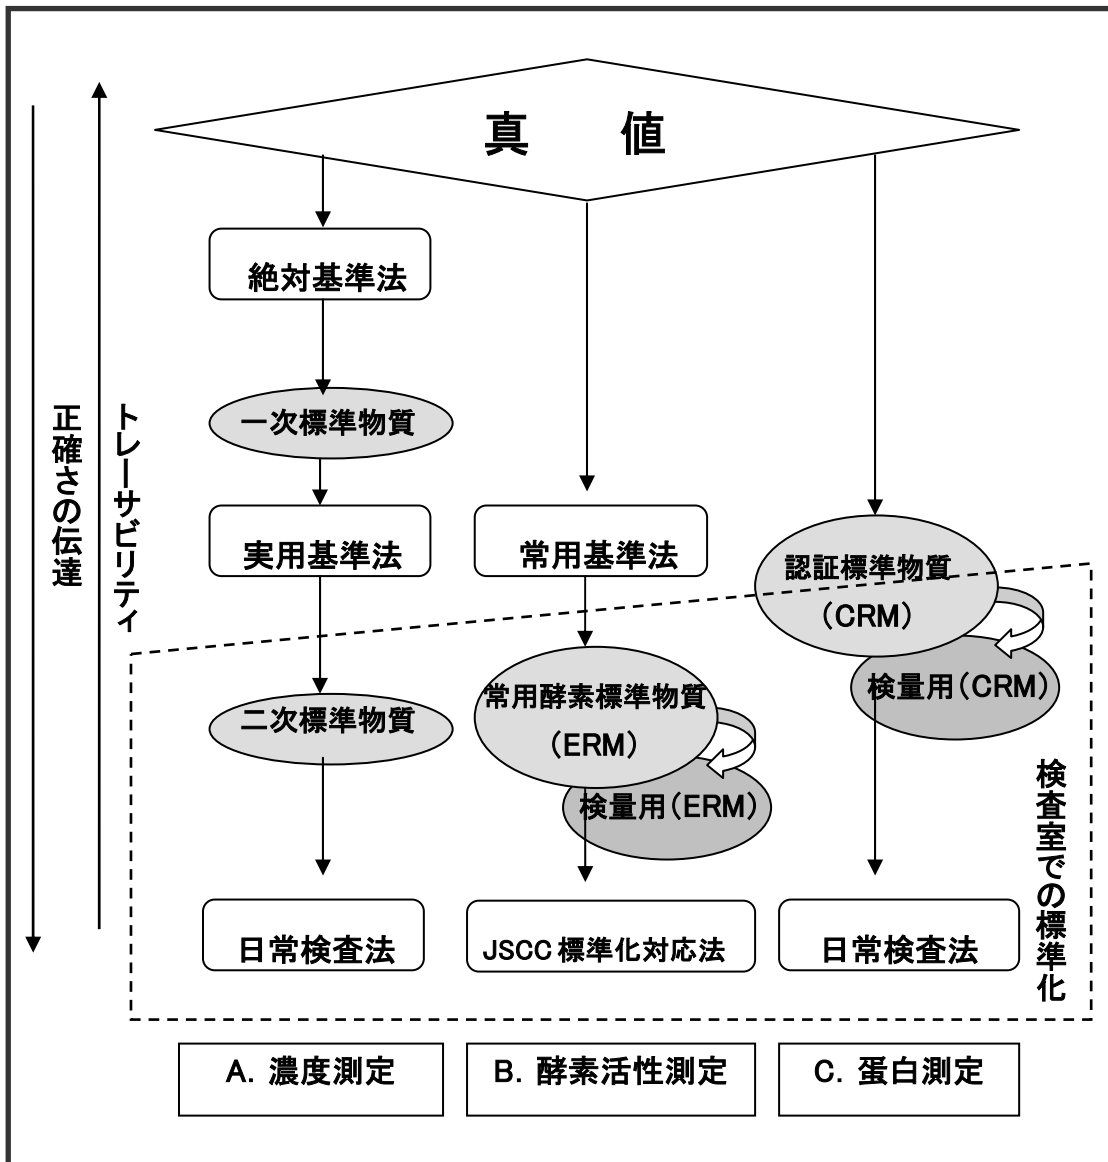 真　値
絶対基準法
一次標準物質
実用基準法
常用基準法
認証標準物質
(CRM)
検量用(CRM)
二次標準物質
常用酵素標準物質
(ERM)
検量用(ERM)
日常検査法
JSCC 標準化対応法
日常検査法
正確さの伝達
トレーサビリティ
検査室での標準化
A. 濃度測定
B. 酵素活性測定
C. 蛋白測定